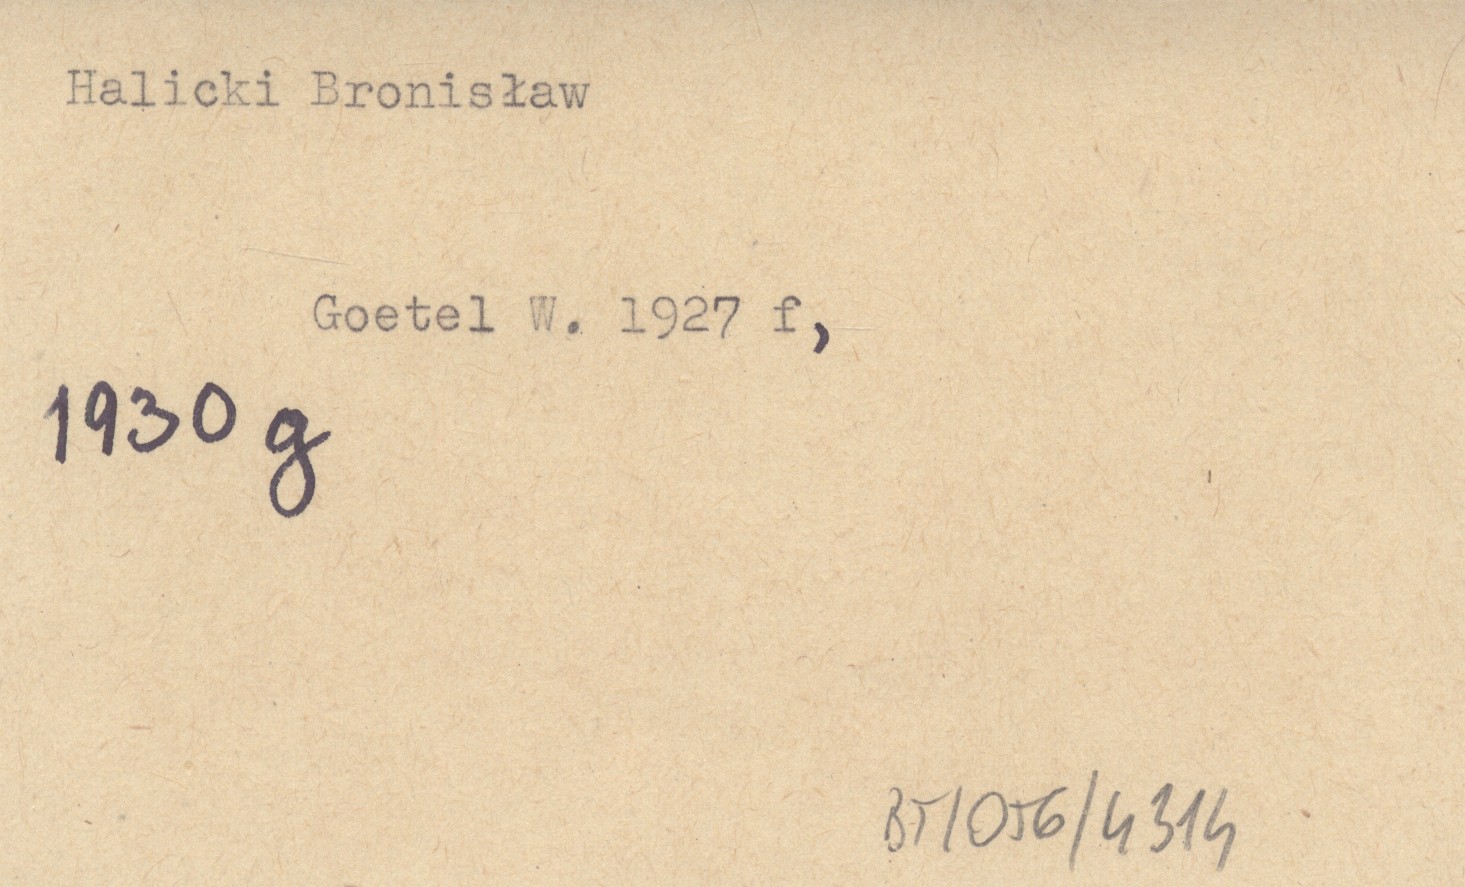 Halicki Bronisław
Goetel W. 1927 f,
1930 g
BT/056/4314